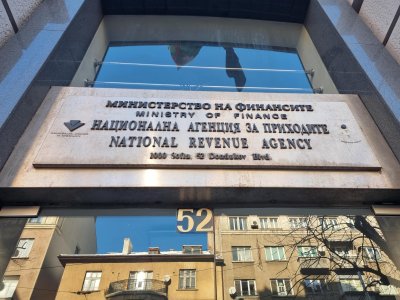 МИНИСТЕРСТВО НА ФИНАНСИТЕ
MINISTRY OF FINANCE
НАЦИОНАЛНА АГЕНЦИЯ ЗА ПРИХОДИТЕ
NATIONAL REVENUE AGENCY
1000 Sofia, 52 Dondukov Blvd.
52